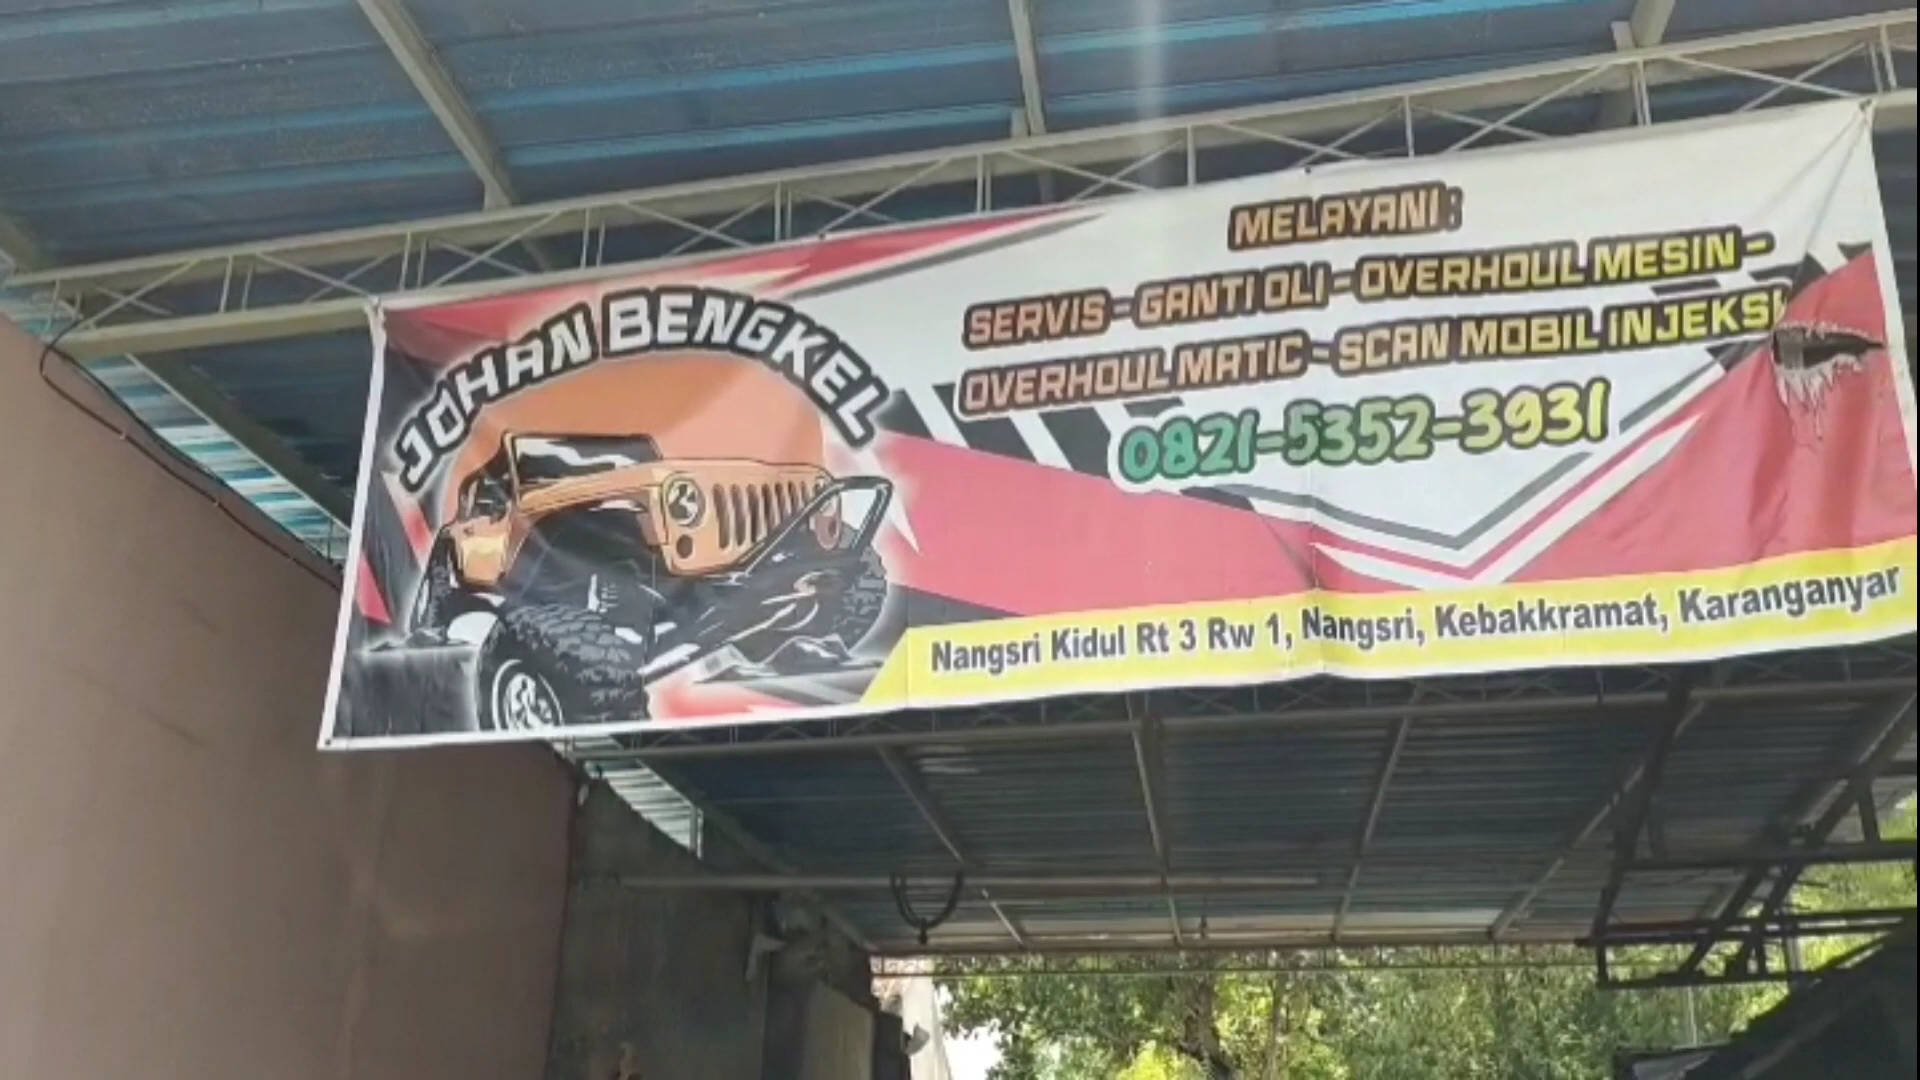 JOHAN BENGKEL
MELAYANI :
SERVIS - GANTI OLI - OVERHOUL MESIN -
OVERHOUL MATIC - SCAN MOBIL INJEKSI
0821-5352-3931
Nangsri Kidul Rt 3 Rw 1, Nangsri, Kebakkramat, Karanganyar